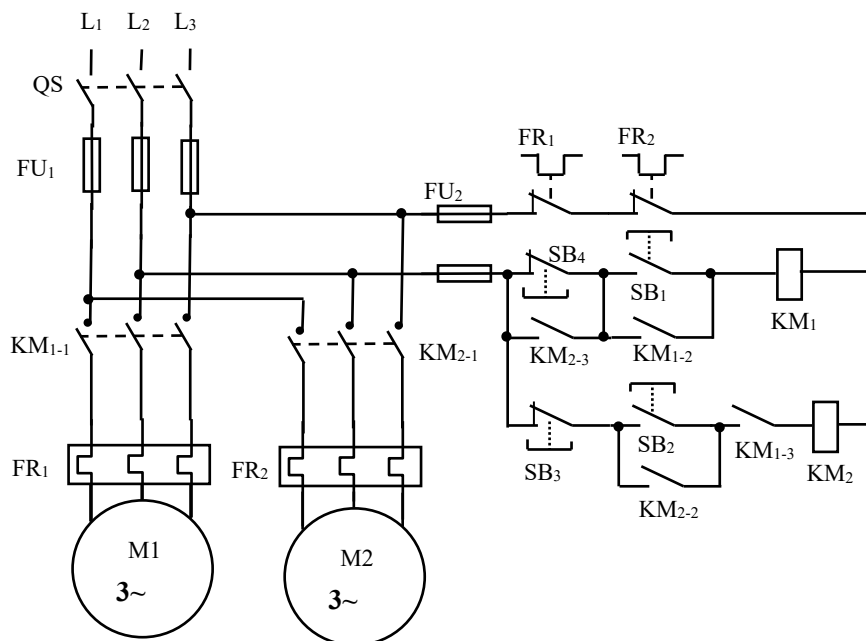 L1 L2 L3
QS
FR1 FR2
FU1
FU2
SB4
SB1
KM1
KM1-1
KM2-1
KM2-3
KM1-2
SB3
SB2
KM1-3
KM2
KM2-2
FR1
FR2
M1
3~
M2
3~